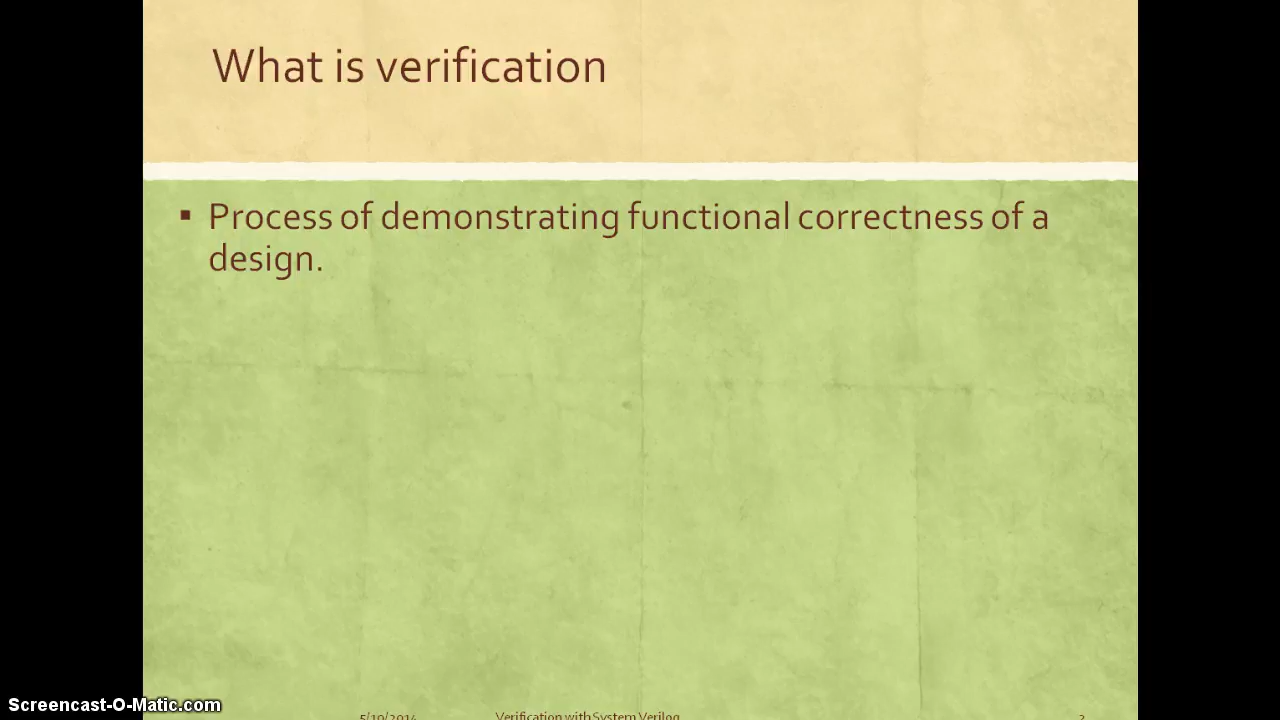 What is verification
▪ Process of demonstrating functional correctness of a
design.
5/19/2014 Verification with System Verilog 2
Screencast-O-Matic.com